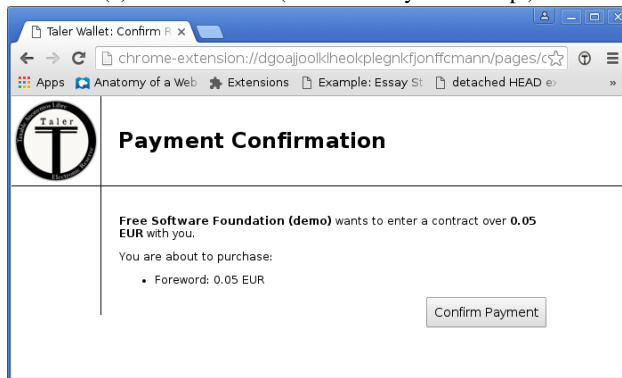 Taler Wallet: Confirm R
chrome-extension://dgoajjoolklheokplegnkfjonffcmann/pages/c
Apps Anatomy of a Web Extensions Example: Essay St detached HEAD e »
Taler
Payment Confirmation
Free Software Foundation (demo) wants to enter a contract over 0.05
EUR with you.
You are about to purchase:
• Foreword: 0.05 EUR
Confirm Payment